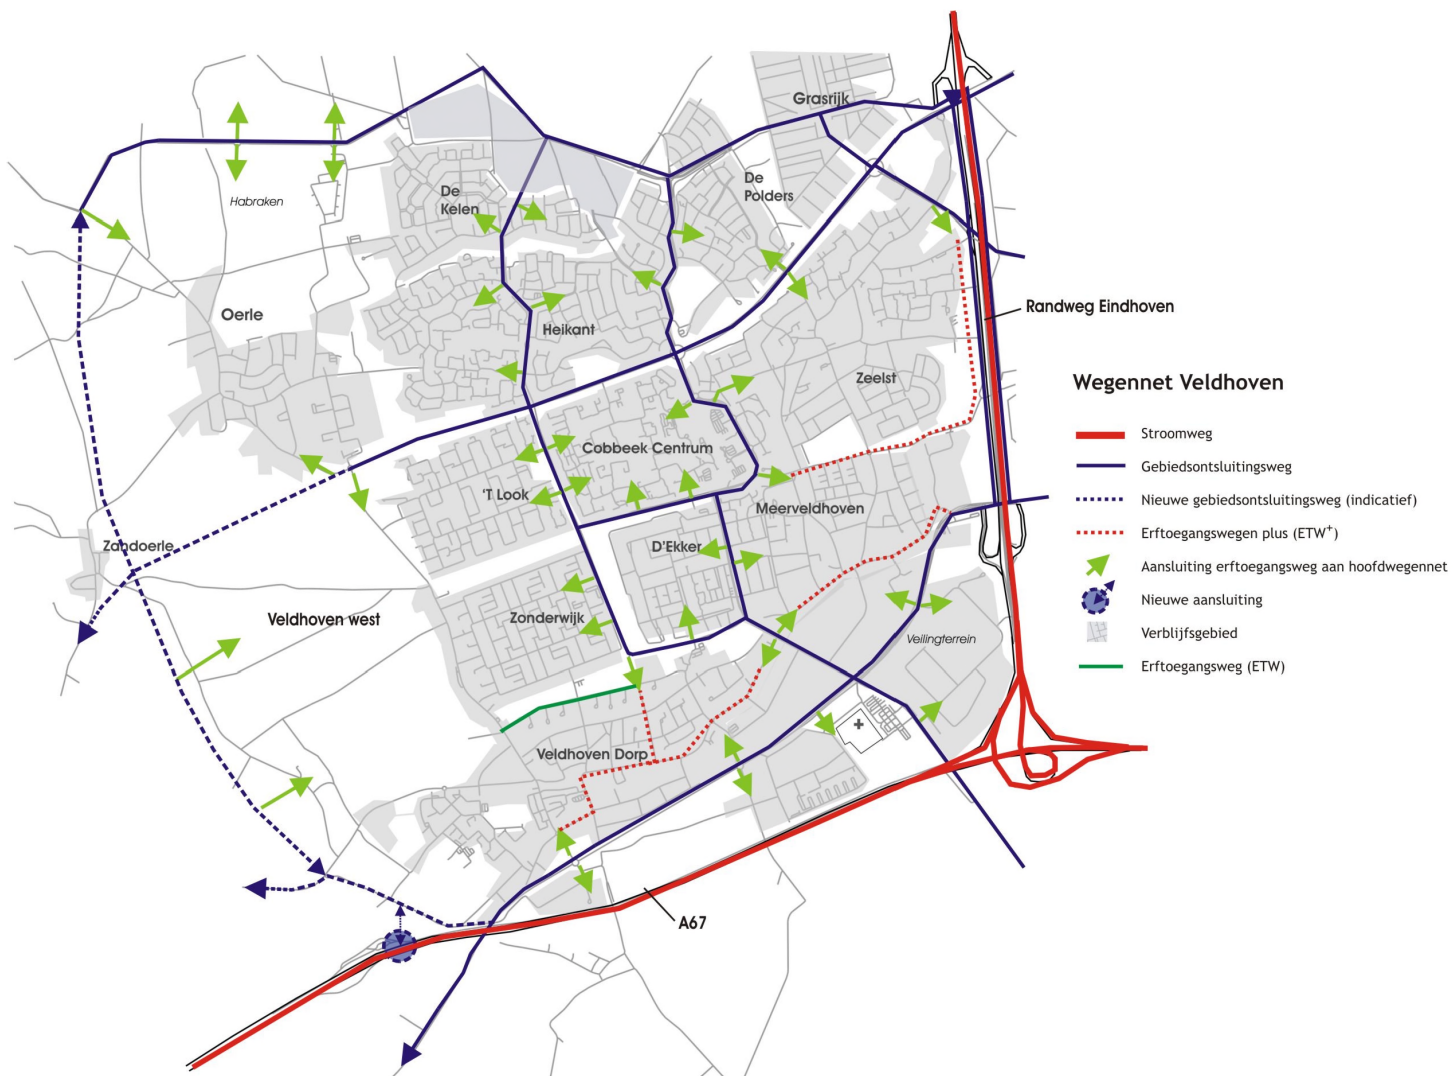 Grasrijk
De
Polders
De
Kelen
Habraken
Oerle
Heikant
Randweg Eindhoven
Zeelst
Wegennet Veldhoven
Stroomweg
Gebiedsontsluitingsweg
Nieuwe gebiedsontsluitingsweg (indicatief)
Erftoegangswegen plus (ETW+)
Aansluiting erftoegangsweg aan hoofdwegennet
Nieuwe aansluiting
Verblijfsgebied
Erftoegangsweg (ETW)
Cobbeek Centrum
'T Look
Meerveldhoven
Zandoerle
D'Ekker
Veldhoven west
Zonderwijk
Veilingterrein
Veldhoven Dorp
A67